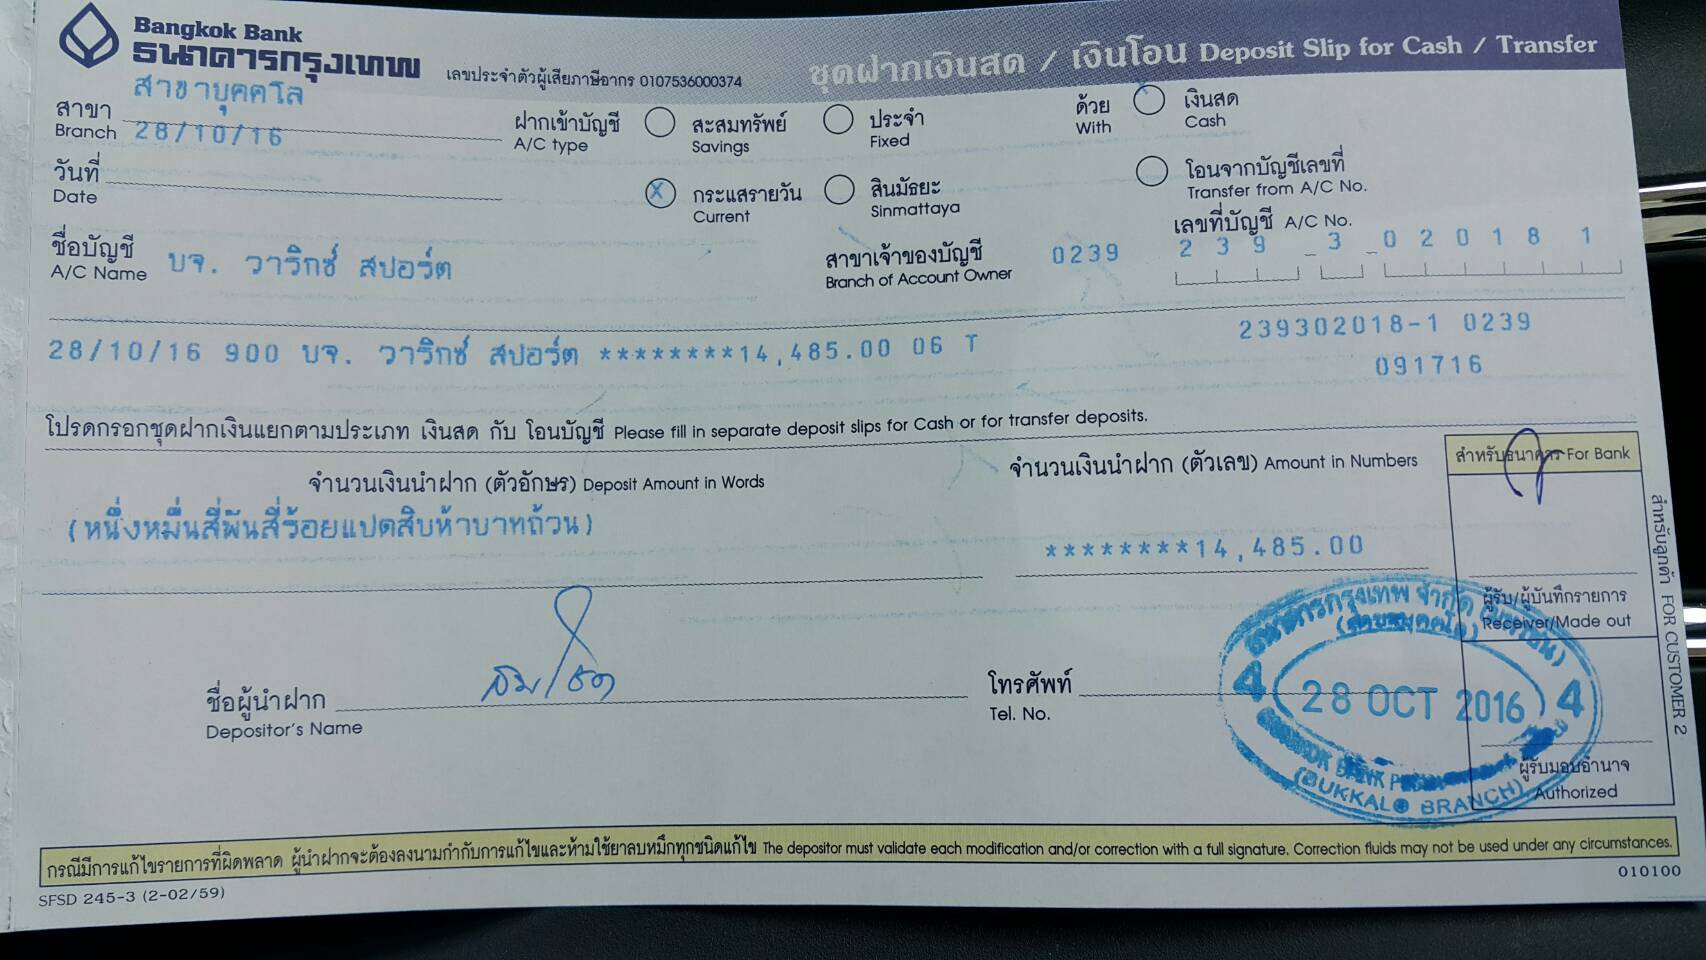 Bangkok Bank
ธนาคารกรุงเทพ
เลขประจำตัวผู้เสียภาษีอากร 0107536000374
ชุดฝากเงินสด / เงินโอน Deposit Slip for Cash / Transfer
สาขา
Branch
สาขาบุคคโล
28/10/16
วันที่
Date
ฝากเข้าบัญชี
A/C type
สะสมทรัพย์
Savings
ประจำ
Fixed
X กระแสรายวัน
Current
สินมัธยะ
Sinmattaya
ด้วย
With
เงินสด
Cash
โอนจากบัญชีเลขที่
Transfer from A/C No.
ชื่อบัญชี
A/C Name
บจ. วาริกซ์ สปอร์ต
สาขาเจ้าของบัญชี
Branch of Account Owner
0239
เลขที่บัญชี A/C No.
239-3-020181
28/10/16 900 บจ. วาริกซ์ สปอร์ต ********14,485.00 06 T
239302018-1 0239
091716
โปรดกรอกชุดฝากเงินแยกตามประเภท เงินสด กับ โอนบัญชี Please fill in separate deposit slips for Cash or for transfer deposits.
จำนวนเงินนำฝาก (ตัวอักษร) Deposit Amount in Words
จำนวนเงินนำฝาก (ตัวเลข) Amount in Numbers
สำหรับธนาคาร For Bank
(หนึ่งหมื่นสี่พันสี่ร้อยแปดสิบห้าบาทถ้วน)
********14,485.00
ผู้รับ/ผู้บันทึกรายการ
Receiver/Made out
ชื่อผู้นำฝาก
Depositor's Name
โทรศัพท์
Tel. No.
ธนาคารกรุงเทพ จำกัด (มหาชน)
(สาขาบุคคโล)
4 28 OCT 2016 4
(BUKKALO BRANCH)
ผู้รับมอบอำนาจ
Authorized
สำหรับลูกค้า FOR CUSTOMER 2
กรณีมีการแก้ไขรายการที่ผิดพลาด ผู้นำฝากจะต้องลงนามกำกับการแก้ไขและห้ามใช้ยาลบหมึกทุกชนิดแก้ไข The depositor must validate each modification and/or correction with a full signature. Correction fluids may not be used under any circumstances.
SFSD 245-3 (2-02/59)
010100